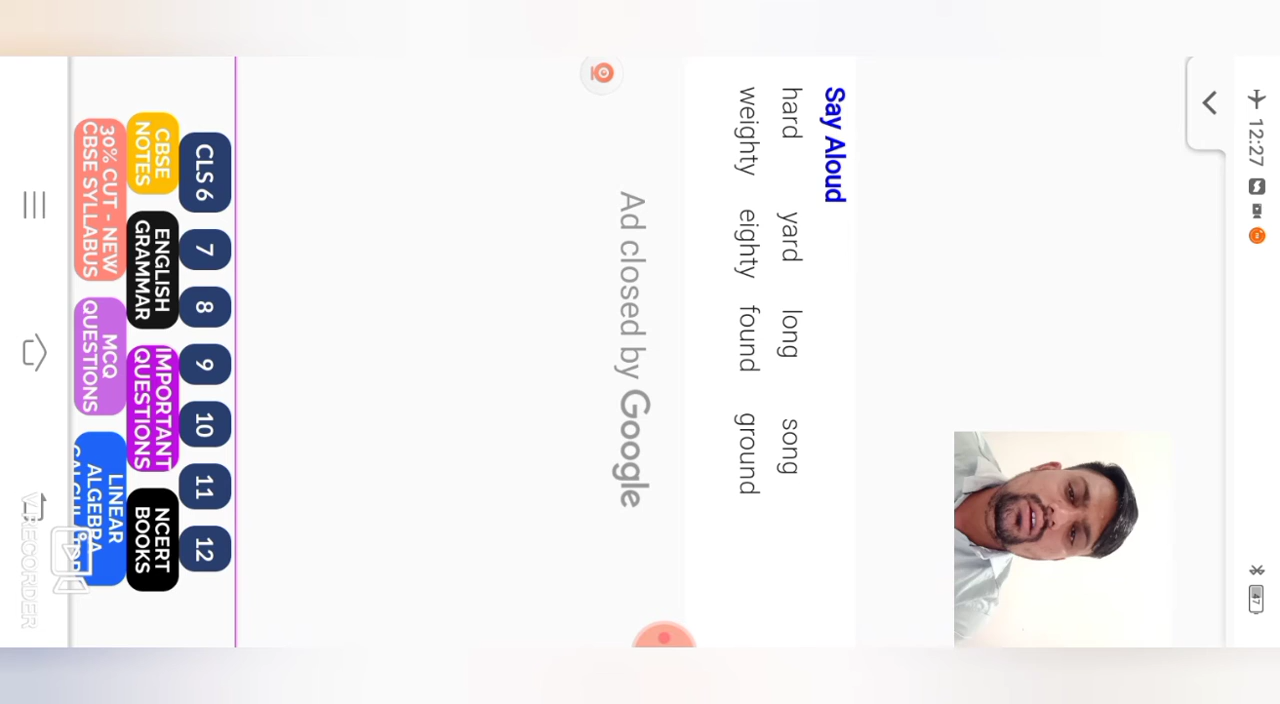 12:27
47
Say Aloud
hard yard long song
weighty eighty found ground
Ad closed by Google
CLS 6 7 8 9 10 11 12
CBSE NOTES
ENGLISH GRAMMAR
IMPORTANT QUESTIONS
NCERT BOOKS
30% CUT - NEW CBSE SYLLABUS
MCQ QUESTIONS
LINEAR ALGEBRA